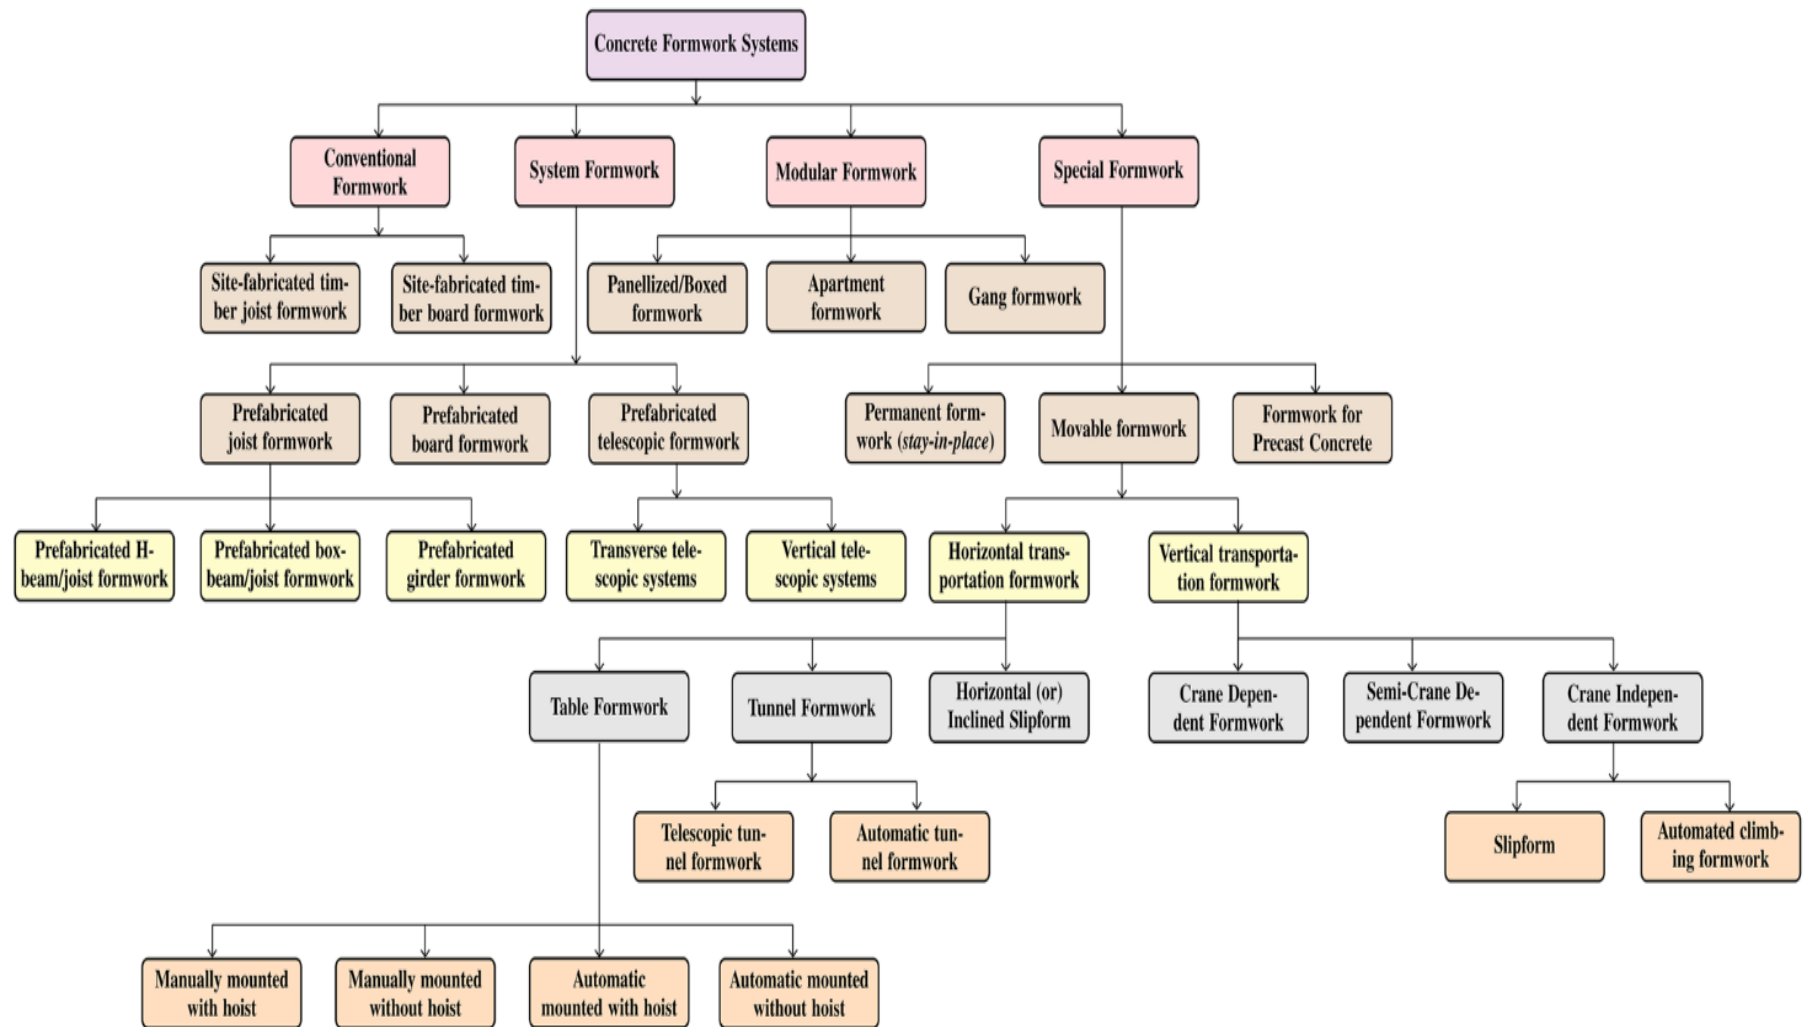 Concrete Formwork Systems
Conventional
Formwork
System Formwork
Modular Formwork
Special Formwork
Site-fabricated tim-
ber joist formwork
Site-fabricated tim-
ber board formwork
Panellized/Boxed
formwork
Apartment
formwork
Gang formwork
Prefabricated
joist formwork
Prefabricated
board formwork
Prefabricated
telescopic formwork
Permanent form-
work (stay-in-place)
Movable formwork
Formwork for
Precast Concrete
Prefabricated H-
beam/joist formwork
Prefabricated box-
beam/joist formwork
Prefabricated
girder formwork
Transverse tele-
scopic systems
Vertical tele-
scopic systems
Horizontal trans-
portation formwork
Vertical transporta-
tion formwork
Table Formwork
Tunnel Formwork
Horizontal (or)
Inclined Slipform
Crane Depen-
dent Formwork
Semi-Crane De-
pendent Formwork
Crane Indepen-
dent Formwork
Telescopic tun-
nel formwork
Automatic tun-
nel formwork
Slipform
Automated climb-
ing formwork
Manually mounted
with hoist
Manually mounted
without hoist
Automatic
mounted with hoist
Automatic mounted
without hoist